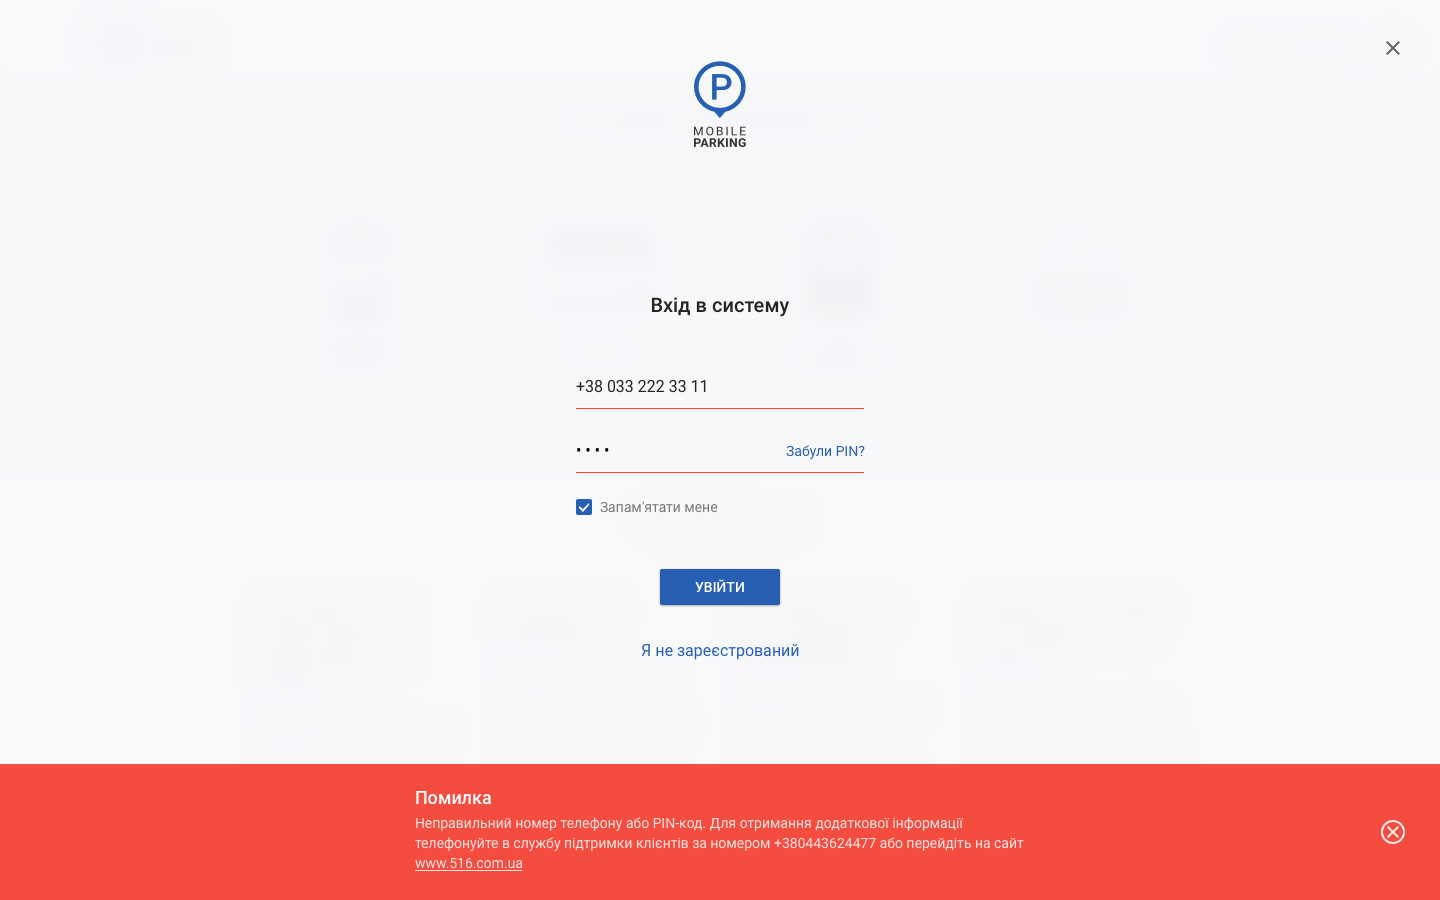 P
MOBILE
PARKING
Вхід в систему
+38 033 222 33 11
••••
Забули PIN?
Запам'ятати мене
УВІЙТИ
Я не зареєстрований
Помилка
Неправильний номер телефону або PIN-код. Для отримання додаткової інформації
телефонуйте в службу підтримки клієнтів за номером +380443624477 або перейдіть на сайт
www.516.com.ua